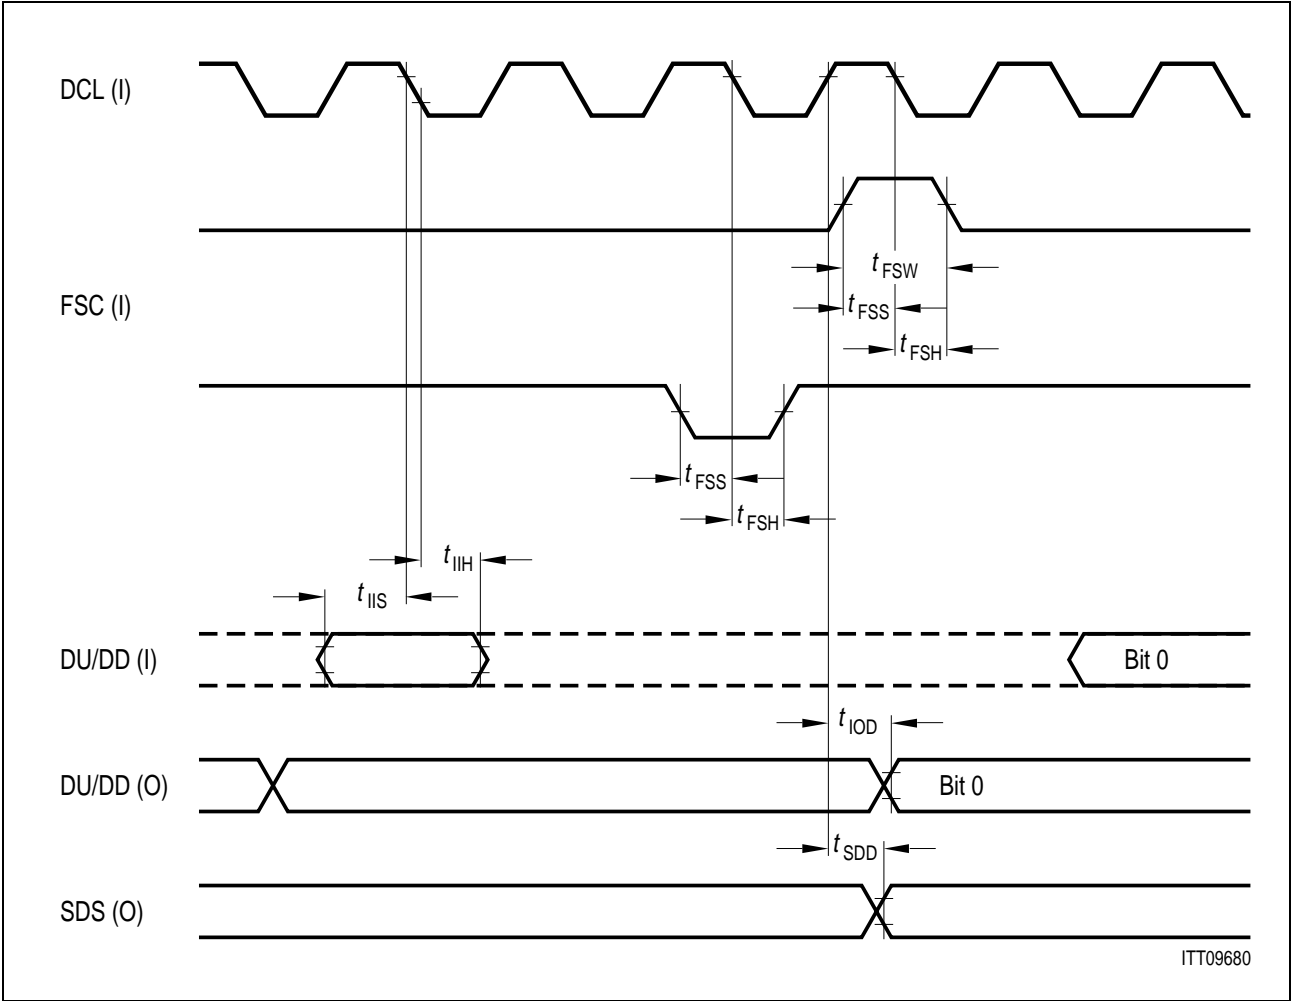 DCL (I)
t FSW
FSC (I)
t FSS
t FSH
t FSS
t FSH
t IIH
t IIS
DU/DD (I)
Bit 0
t IOD
DU/DD (O)
Bit 0
t SDD
SDS (O)
ITT09680